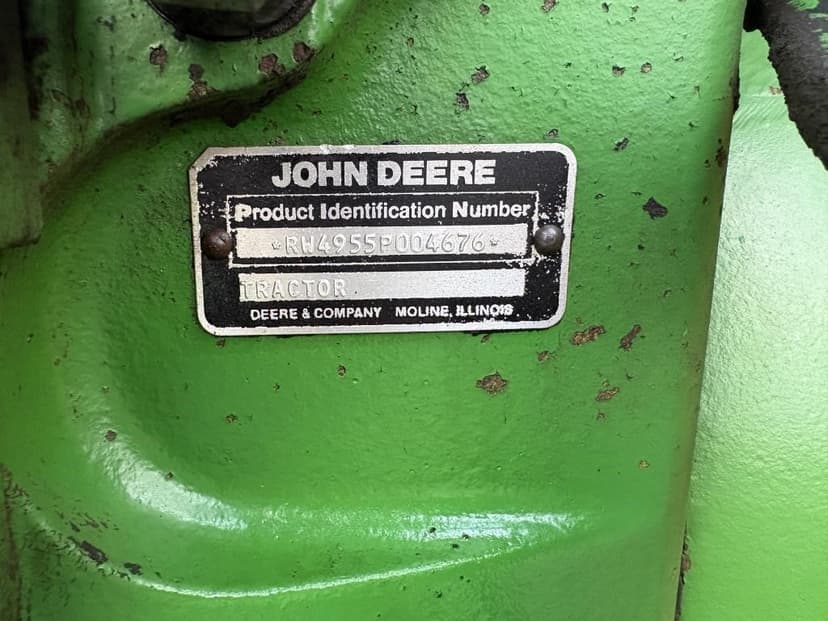 JOHN DEERE
Product Identification Number
*RW4955P004676*
TRACTOR
DEERE & COMPANY MOLINE, ILLINOIS